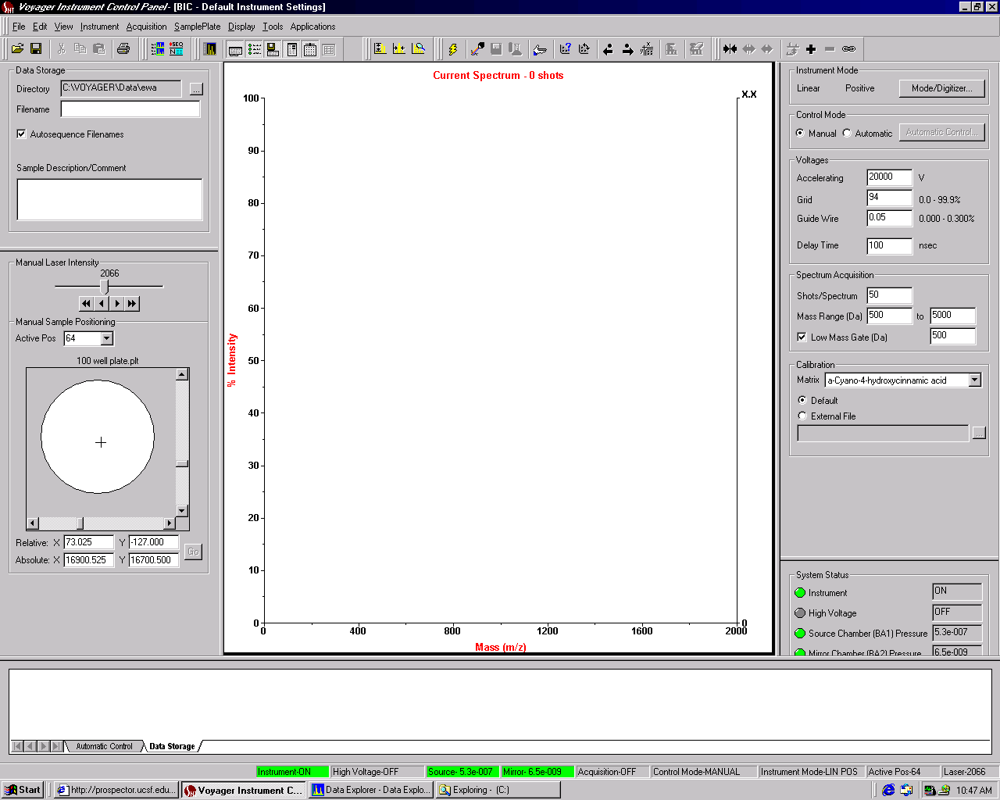 Voyager Instrument Control Panel - [BIC - Default Instrument Settings]
File Edit View Instrument Acquisition SamplePlate Display Tools Applications
Data Storage
Directory C:\VOYAGER\Data\ewa ...
Filename
Autosequence Filenames
Sample Description/Comment
Manual Laser Intensity
2066
Manual Sample Positioning
Active Pos 64
100 well plate.plt
Relative: X 73.025 Y -127.000
Go
Absolute: X 16900.525 Y 16700.500
Current Spectrum - 0 shots
X.X
100
90
80
70
60
50
40
30
20
10
0
0
% Intensity
0 400 800 1200 1600 2000
Mass (m/z)
Instrument Mode
Linear Positive Mode/Digitizer...
Control Mode
Manual Automatic Automatic Control...
Voltages
Accelerating 20000 V
Grid 94 0.0 - 99.9%
Guide Wire 0.05 0.000 - 0.300%
Delay Time 100 nsec
Spectrum Acquisition
Shots/Spectrum 50
Mass Range (Da) 500 to 5000
Low Mass Gate (Da) 500
Calibration
Matrix a-Cyano-4-hydroxycinnamic acid
Default
External File
...
System Status
Instrument ON
High Voltage OFF
Source Chamber (BA1) Pressure 5.3e-007
Mirror Chamber (BA2) Pressure 6.5e-009
Automatic Control Data Storage
Instrument-ON High Voltage-OFF Source- 5.3e-007 Mirror- 6.5e-009 Acquisition-OFF Control Mode-MANUAL Instrument Mode-LIN POS Active Pos-64 Laser-2066
Start http://prospector.ucsf.edu... Voyager Instrument C... Data Explorer - Data Explo... Exploring - (C:) 10:47 AM